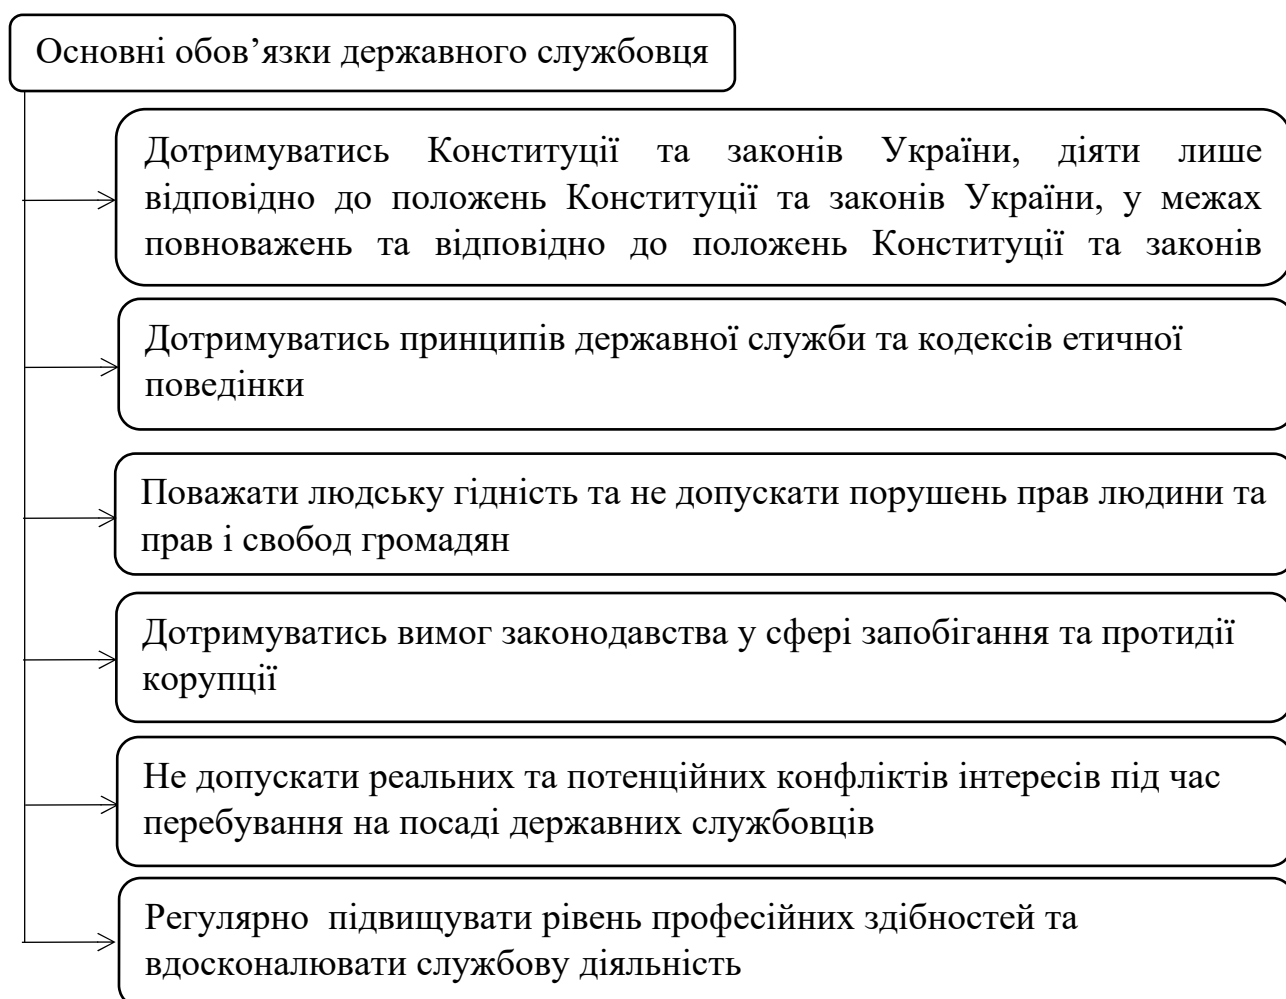 Основні обов’язки державного службовця
Дотримуватись Конституції та законів України, діяти лише
відповідно до положень Конституції та законів України, у межах
повноважень та відповідно до положень Конституції та законів
Дотримуватись принципів державної служби та кодексів етичної
поведінки
Поважати людську гідність та не допускати порушень прав людини та
прав і свобод громадян
Дотримуватись вимог законодавства у сфері запобігання та протидії
корупції
Не допускати реальних та потенційних конфліктів інтересів під час
перебування на посаді державних службовців
Регулярно підвищувати рівень професійних здібностей та
вдосконалювати службову діяльність